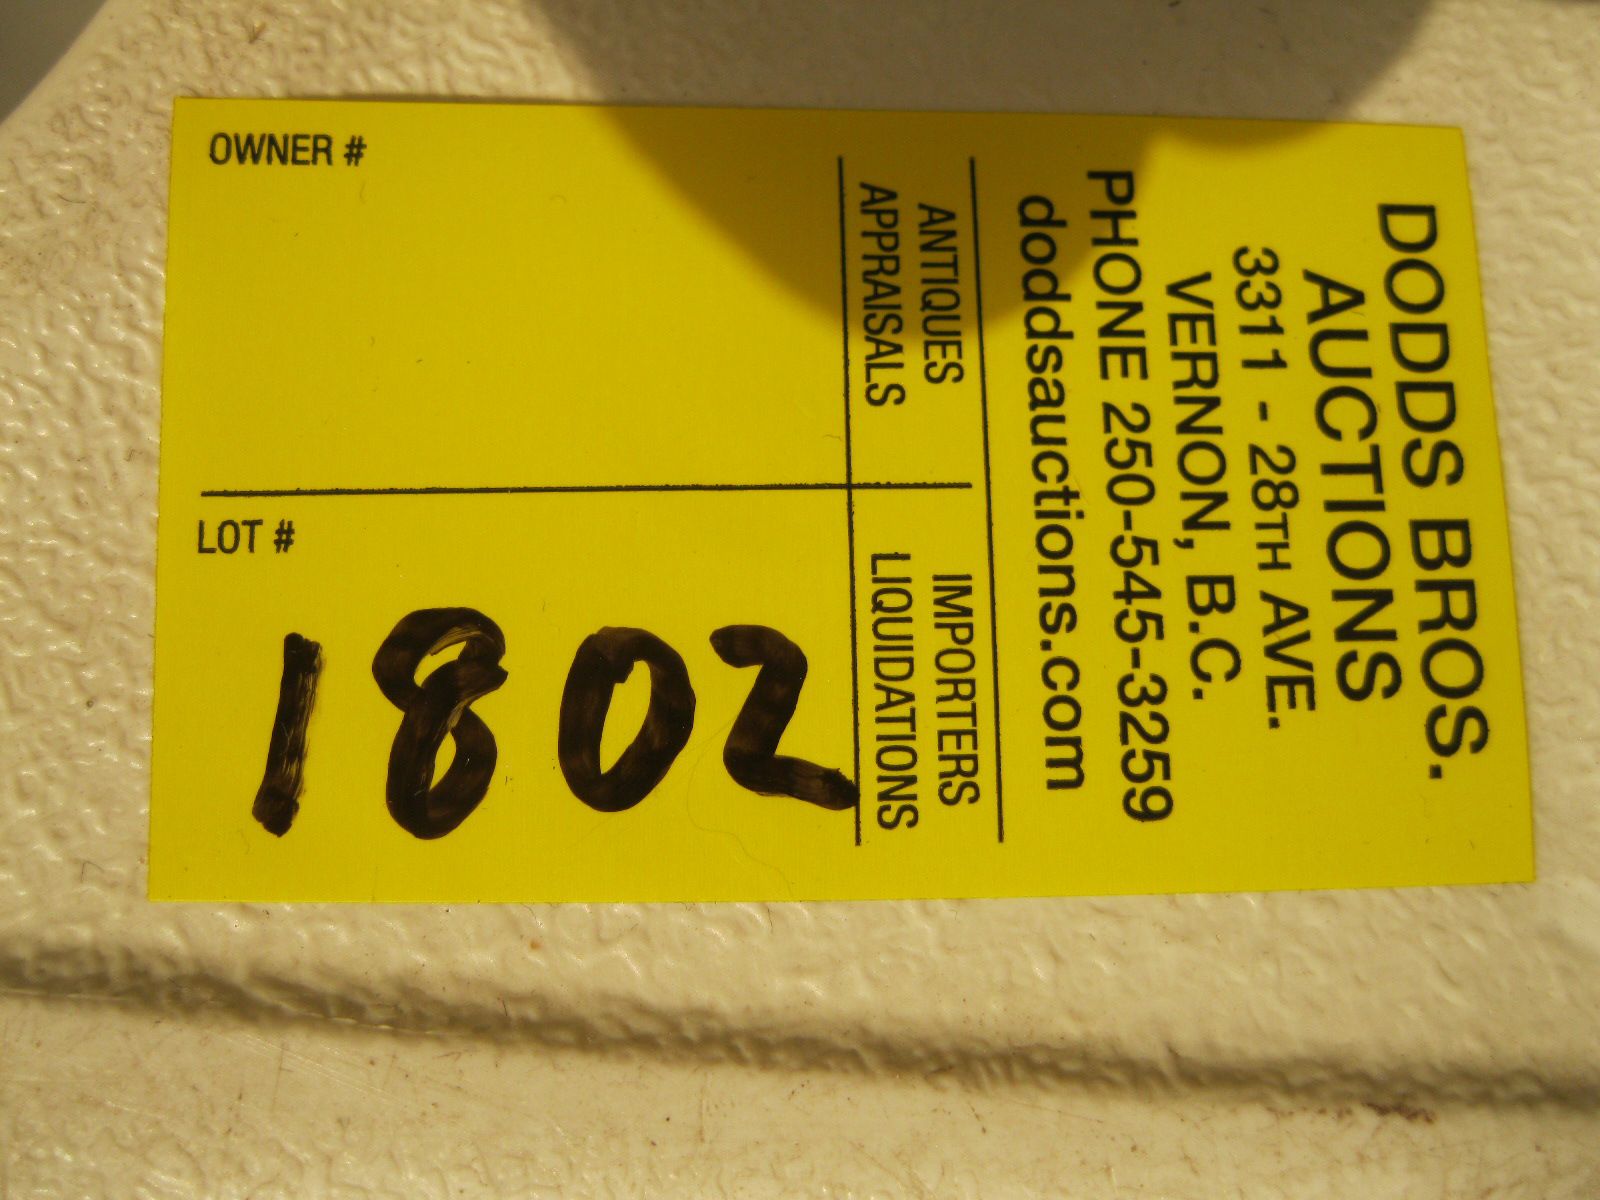 DODDS BROS.
AUCTIONS
3311 - 28TH AVE.
VERNON, B.C.
PHONE 250-545-3259
doddsauctions.com
ANTIQUES
APPRAISALS
IMPORTERS
LIQUIDATIONS
OWNER #
LOT #
1802